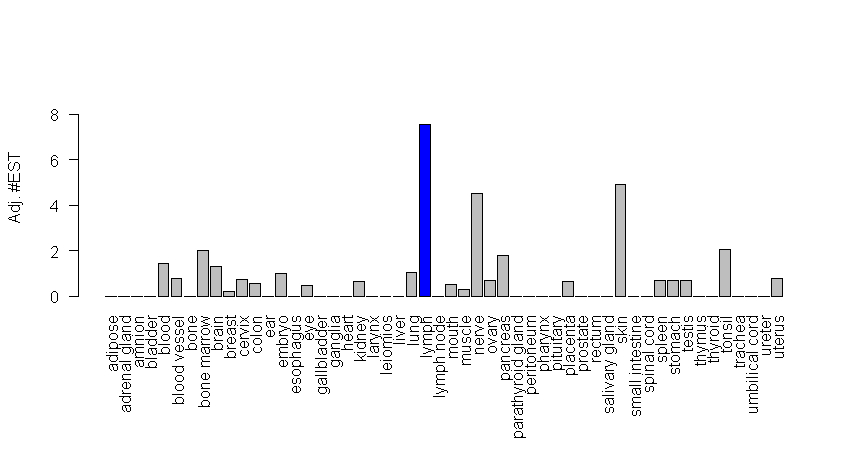 Adj. #EST
8
6
4
2
0
adipose
adrenal gland
amnion
bladder
blood
blood vessel
bone
bone marrow
brain
breast
cervix
colon
ear
embryo
esophagus
eye
gallbladder
ganglia
heart
kidney
larynx
leiomios
liver
lung
lymph
lymph node
mouth
muscle
nerve
ovary
pancreas
parathyroid gland
peritoneum
pharynx
pituitary
placenta
prostate
rectum
salivary gland
skin
small intestine
spinal cord
spleen
stomach
testis
thymus
thyroid
tonsil
trachea
umbilical cord
ureter
uterus